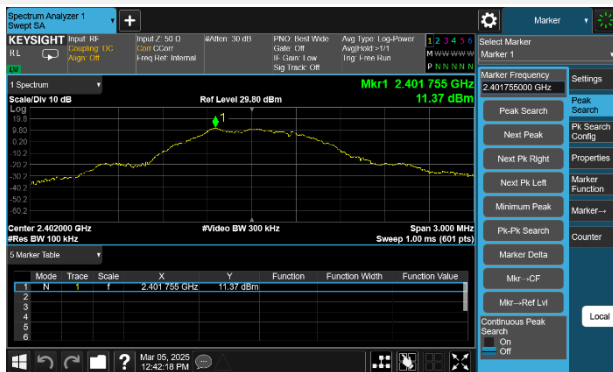 Spectrum Analyzer 1
Swept SA
Marker
KEYSIGHT
RL
Input: RF
Coupling: DC
Align: Off
Input Z: 50 Ω
Corr CCorr
Freq Ref: Internal
#Atten: 30 dB
PNO: Best Wide
Gate: Off
IF Gain: Low
Sig Track: Off
Avg Type: Log-Power
Avg|Hold:>1/1
Trig: Free Run
1 2 3 4 5 6
M W W W W W
P N N N N N
Select Marker
Marker 1
1 Spectrum
Scale/Div 10 dB
Log
Ref Level 29.80 dBm
Mkr1 2.401 755 GHz
11.37 dBm
1
19.8
9.80
-0.20
-10.2
-20.2
-30.2
-40.2
-50.2
-60.2
Center 2.402000 GHz
#Res BW 100 kHz
#Video BW 300 kHz
Span 3.000 MHz
Sweep 1.00 ms (601 pts)
5 Marker Table
Mode Trace Scale X Y Function Function Width Function Value
1 N 1 f 2.401 755 GHz 11.37 dBm
2
3
4
5
6
Marker Frequency
2.401755000 GHz
Peak Search
Next Peak
Next Pk Right
Next Pk Left
Minimum Peak
Pk-Pk Search
Marker Delta
Mkr→CF
Mkr→Ref Lvl
Continuous Peak
Search
On
Off
Settings
Peak
Search
Pk Search
Config
Properties
Marker
Function
Marker→
Counter
Local
?
Mar 05, 2025
12:42:18 PM